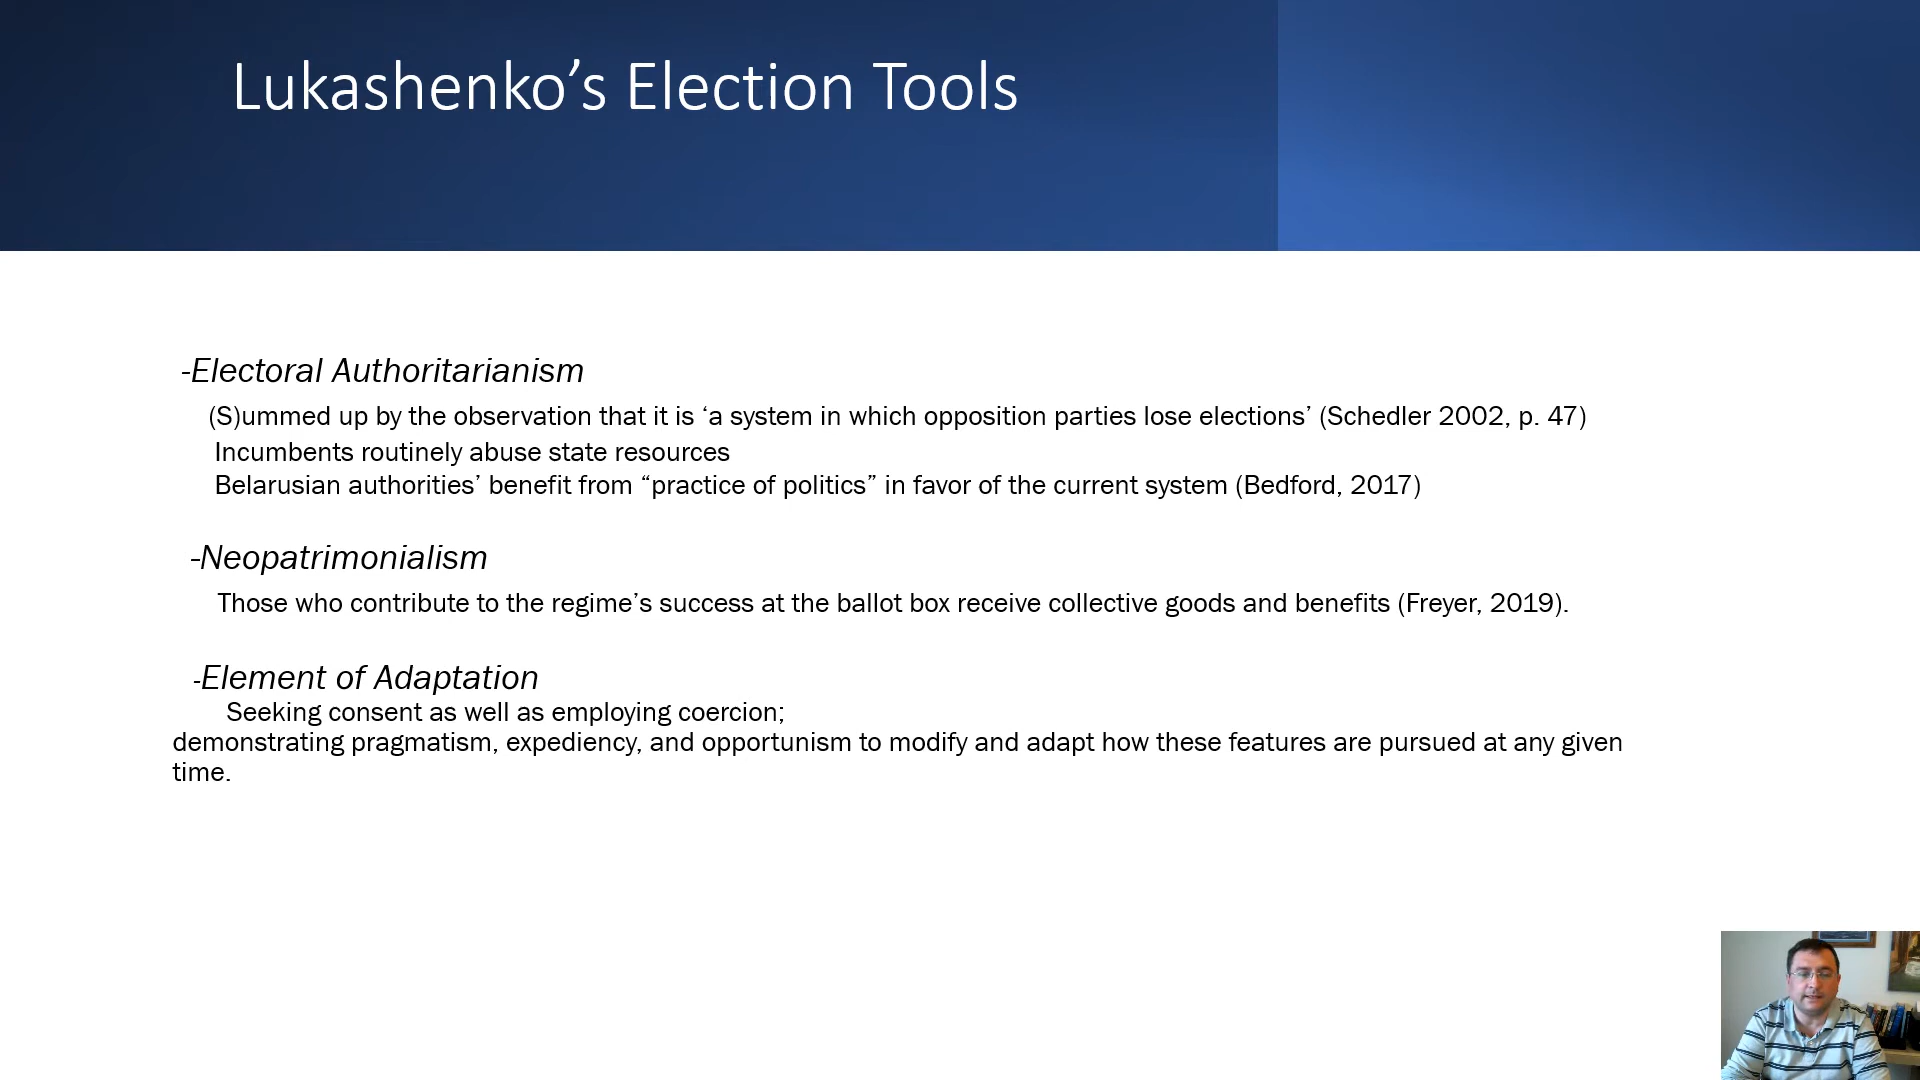 Lukashenko’s Election Tools
-Electoral Authoritarianism
(S)ummed up by the observation that it is ‘a system in which opposition parties lose elections’ (Schedler 2002, p. 47)
Incumbents routinely abuse state resources
Belarusian authorities’ benefit from “practice of politics” in favor of the current system (Bedford, 2017)
-Neopatrimonialism
Those who contribute to the regime’s success at the ballot box receive collective goods and benefits (Freyer, 2019).
-Element of Adaptation
Seeking consent as well as employing coercion;
demonstrating pragmatism, expediency, and opportunism to modify and adapt how these features are pursued at any given
time.